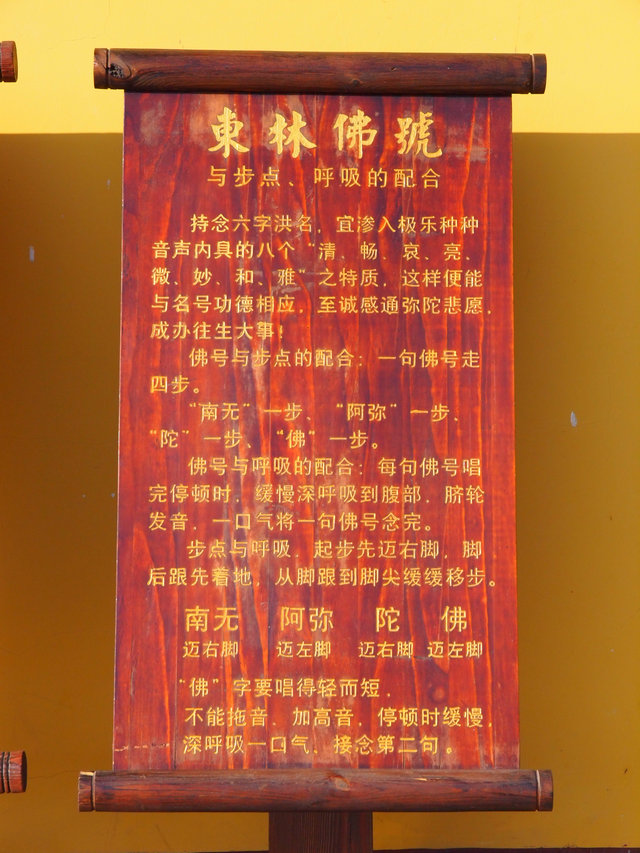 東林佛號
与步点、呼吸的配合
持念六字洪名，宜渗入极乐种种
音声内具的八个“清、畅、哀、亮、
微、妙、和、雅”之特质，这样便能
与名号功德相应，至诚感通弥陀悲愿，
成办往生大事！
佛号与步点的配合：一句佛号走
四步。
“南无”一步、“阿弥”一步、
“陀”一步、“佛”一步。
佛号与呼吸的配合：每句佛号唱
完停顿时，缓慢深呼吸到腹部，脐轮
发音，一口气将一句佛号念完。
步点与呼吸，起步先迈右脚，脚
后跟先着地，从脚跟到脚尖缓缓移步。
南无 阿弥 陀 佛
迈右脚 迈左脚 迈右脚 迈左脚
“佛”字要唱得轻而短，
不能拖音、加高音，停顿时缓慢，
深呼吸一口气，接念第二句。